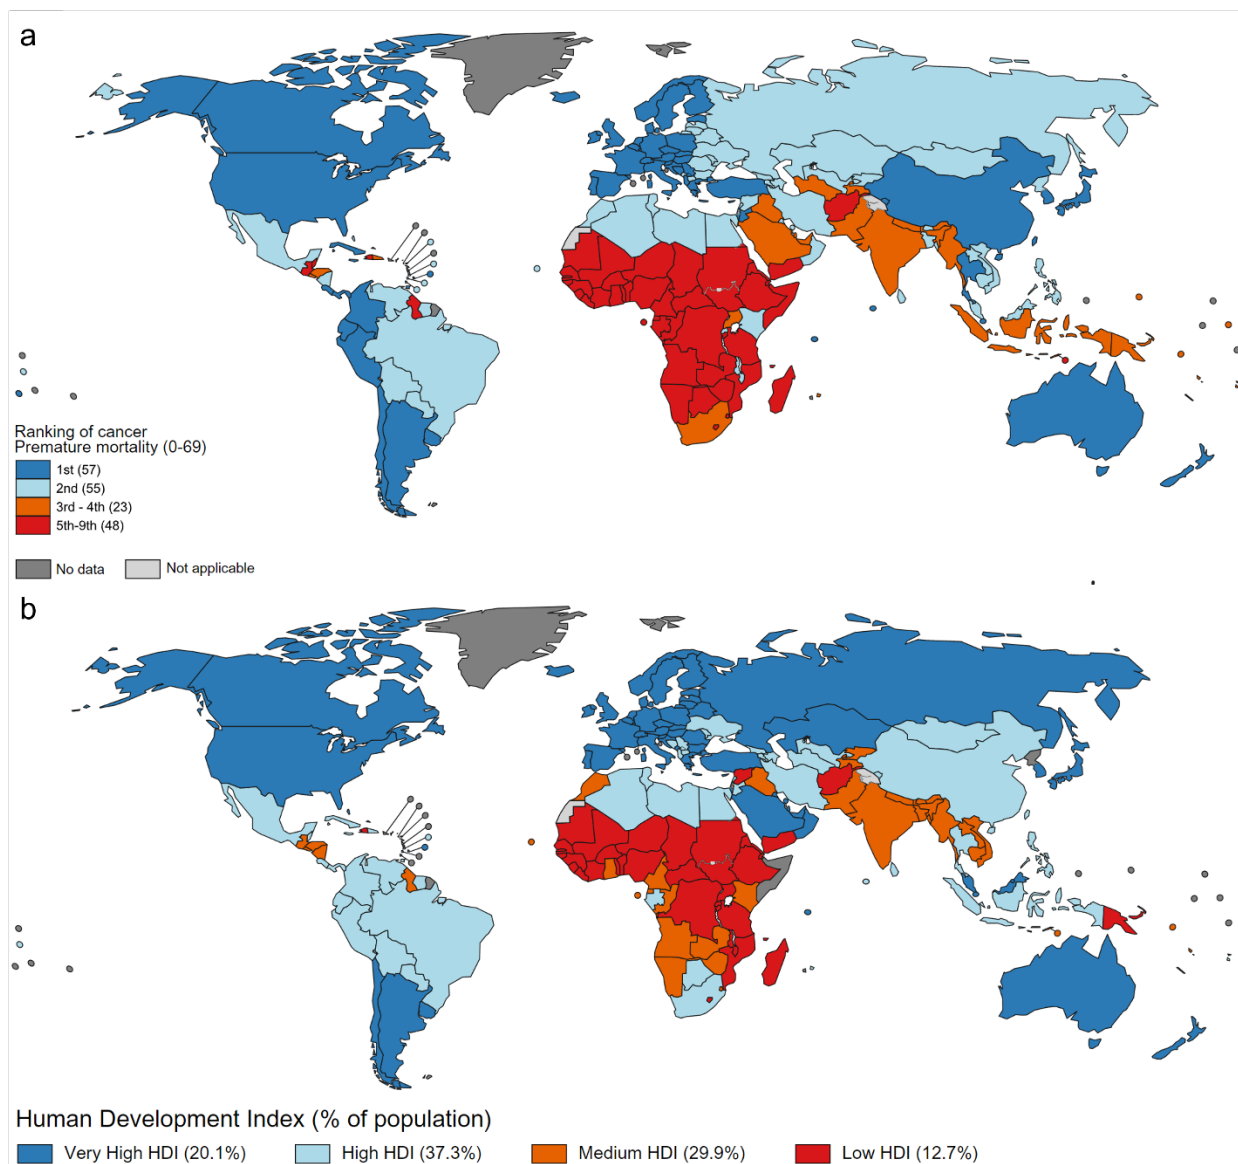 a
Ranking of cancer
Premature mortality (0-69)
1st (57)
2nd (55)
3rd - 4th (23)
5th-9th (48)
No data Not applicable
b
Human Development Index (% of population)
Very High HDI (20.1%) High HDI (37.3%) Medium HDI (29.9%) Low HDI (12.7%)